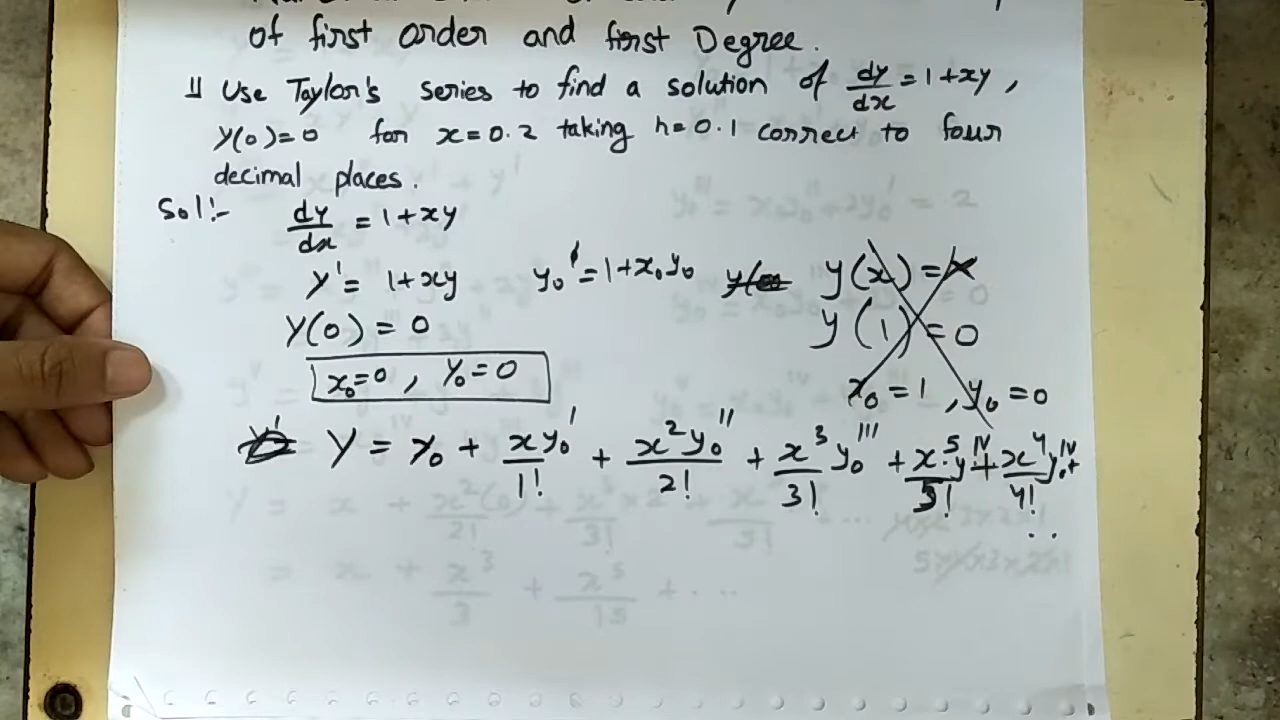 of first order and first Degree.
1] Use Taylor's series to find a solution of dy/dx = 1+xy,
y(0)=0 for x=0.2 taking h=0.1 correct to four
decimal places.
Sol:- dy/dx = 1+xy
y' = 1+xy y₀' = 1+x₀y₀ y(x) = x
y(0) = 0 y(1) = 0
x₀=0, y₀=0 x₀=1, y₀=0
y = y₀ + xy₀'/1! + x²y₀''/2! + x³y₀'''/3! + x⁵·yᴵⱽ/5! + x⁴y₀ᴵⱽ/4! + ..